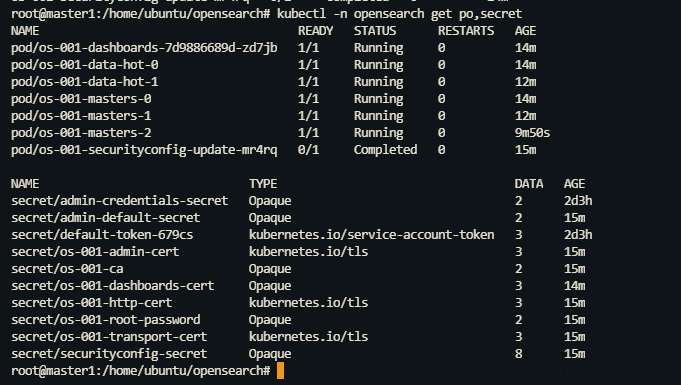 root@master1:/home/ubuntu/opensearch# kubectl -n opensearch get po,secret
NAME READY STATUS RESTARTS AGE
pod/os-001-dashboards-7d9886689d-zd7jb 1/1 Running 0 14m
pod/os-001-data-hot-0 1/1 Running 0 14m
pod/os-001-data-hot-1 1/1 Running 0 12m
pod/os-001-masters-0 1/1 Running 0 14m
pod/os-001-masters-1 1/1 Running 0 12m
pod/os-001-masters-2 1/1 Running 0 9m50s
pod/os-001-securityconfig-update-mr4rq 0/1 Completed 0 15m
NAME TYPE DATA AGE
secret/admin-credentials-secret Opaque 2 2d3h
secret/admin-default-secret Opaque 2 15m
secret/default-token-679cs kubernetes.io/service-account-token 3 2d3h
secret/os-001-admin-cert kubernetes.io/tls 3 15m
secret/os-001-ca Opaque 2 15m
secret/os-001-dashboards-cert Opaque 3 14m
secret/os-001-http-cert kubernetes.io/tls 3 15m
secret/os-001-root-password Opaque 2 15m
secret/os-001-transport-cert kubernetes.io/tls 3 15m
secret/securityconfig-secret Opaque 8 15m
root@master1:/home/ubuntu/opensearch#